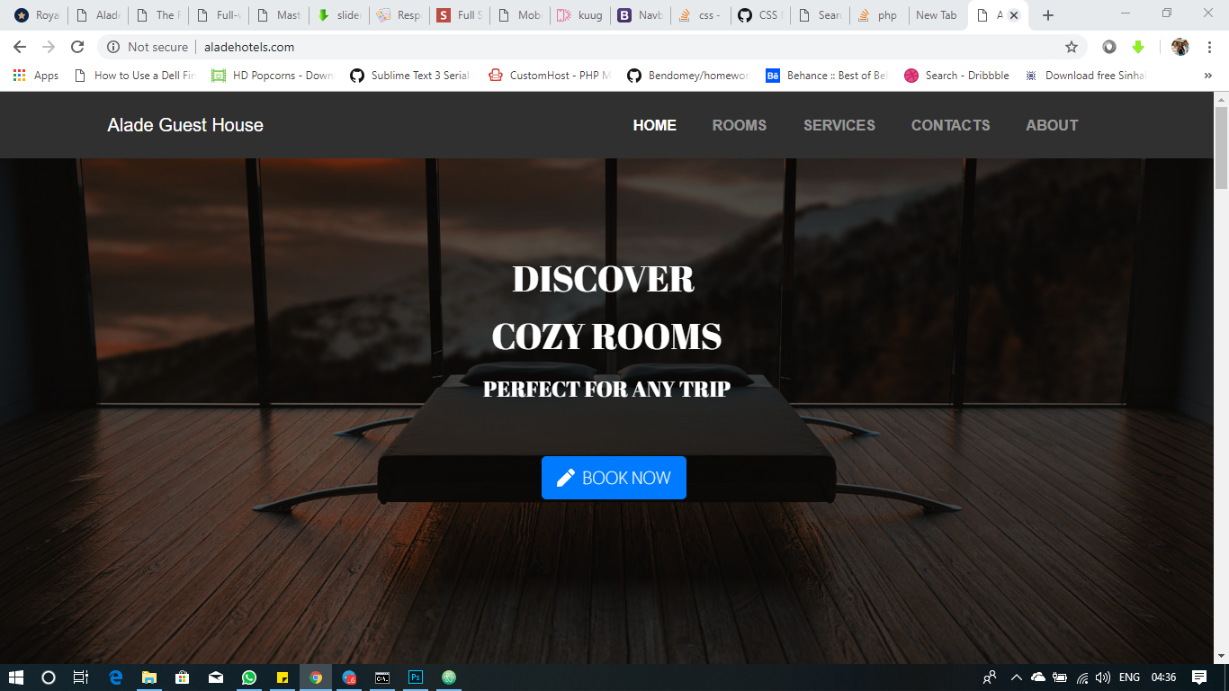 Roya Alade The F Full-v Mast slide Resp Full S Mob kuug Navb css - CSS Sear php New Tab A
Not secure aladehotels.com
Apps How to Use a Dell Fir HD Popcorns - Down Sublime Text 3 Serial CustomHost - PHP M Bendomey/homewor Behance :: Best of Be Search - Dribbble Download free Sinha »
Alade Guest House HOME ROOMS SERVICES CONTACTS ABOUT
DISCOVER
COZY ROOMS
PERFECT FOR ANY TRIP
BOOK NOW
ENG 04:36